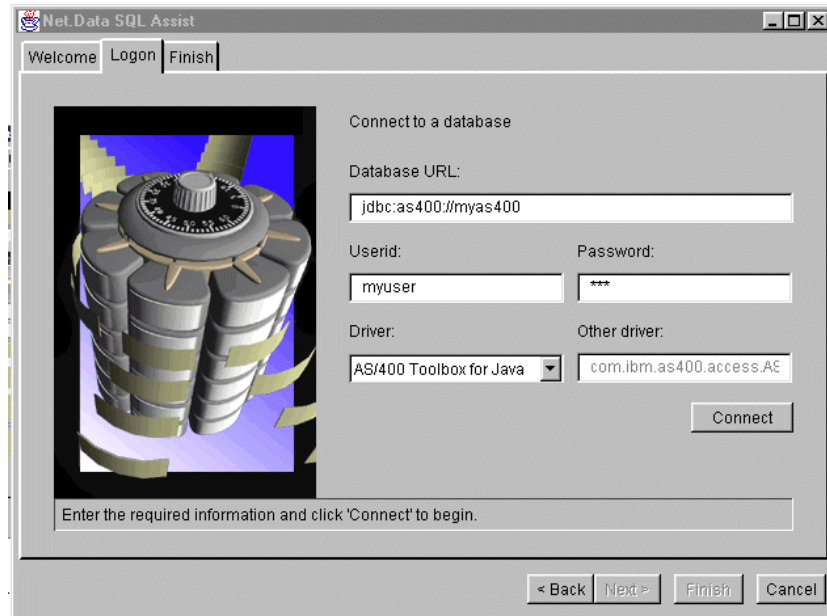 Net.Data SQL Assist
Welcome Logon Finish
Connect to a database
Database URL:
jdbc:as400://myas400
Userid: Password:
myuser ***
Driver: Other driver:
AS/400 Toolbox for Java com.ibm.as400.access.AS
Connect
Enter the required information and click 'Connect' to begin.
< Back Next > Finish Cancel